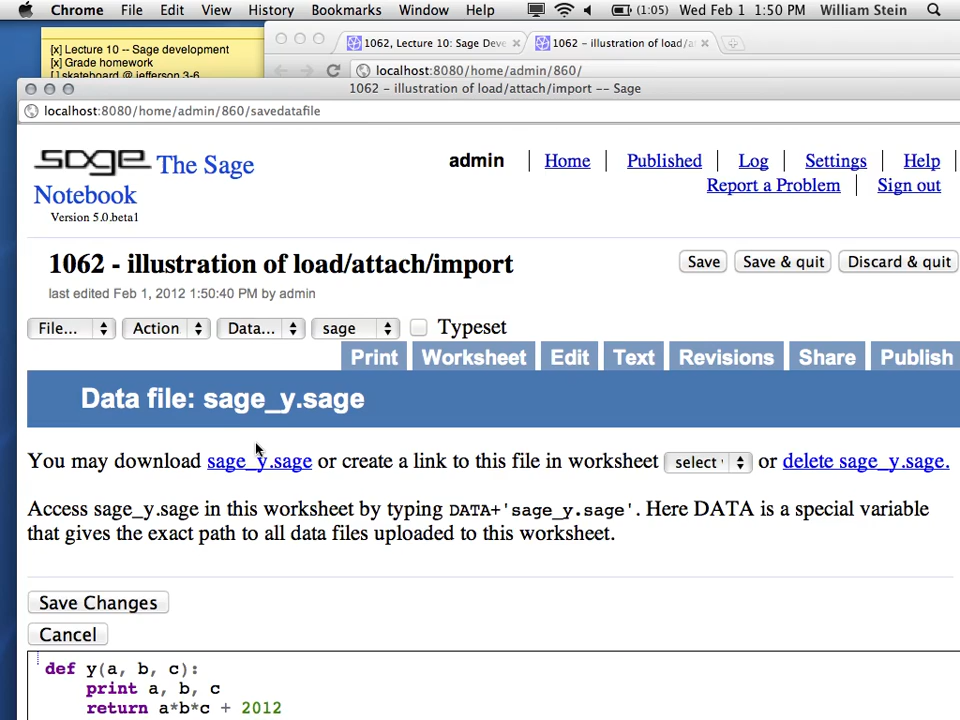 Chrome File Edit View History Bookmarks Window Help (1:05) Wed Feb 1 1:50 PM William Stein
[x] Lecture 10 -- Sage development
[x] Grade homework
[ ] skateboard @ jefferson 3-6
1062, Lecture 10: Sage Deve × 1062 - illustration of load/at ×
localhost:8080/home/admin/860/
1062 - illustration of load/attach/import -- Sage
localhost:8080/home/admin/860/savedatafile
sage The Sage Notebook
Version 5.0.beta1
admin | Home | Published | Log | Settings | Help |
Report a Problem | Sign out
1062 - illustration of load/attach/import
last edited Feb 1, 2012 1:50:40 PM by admin
Save Save & quit Discard & quit
File... Action Data... sage Typeset
Print Worksheet Edit Text Revisions Share Publish
Data file: sage_y.sage
You may download sage_y.sage or create a link to this file in worksheet select or delete sage_y.sage.
Access sage_y.sage in this worksheet by typing DATA+'sage_y.sage'. Here DATA is a special variable
that gives the exact path to all data files uploaded to this worksheet.
Save Changes
Cancel
def y(a, b, c):
print a, b, c
return a*b*c + 2012